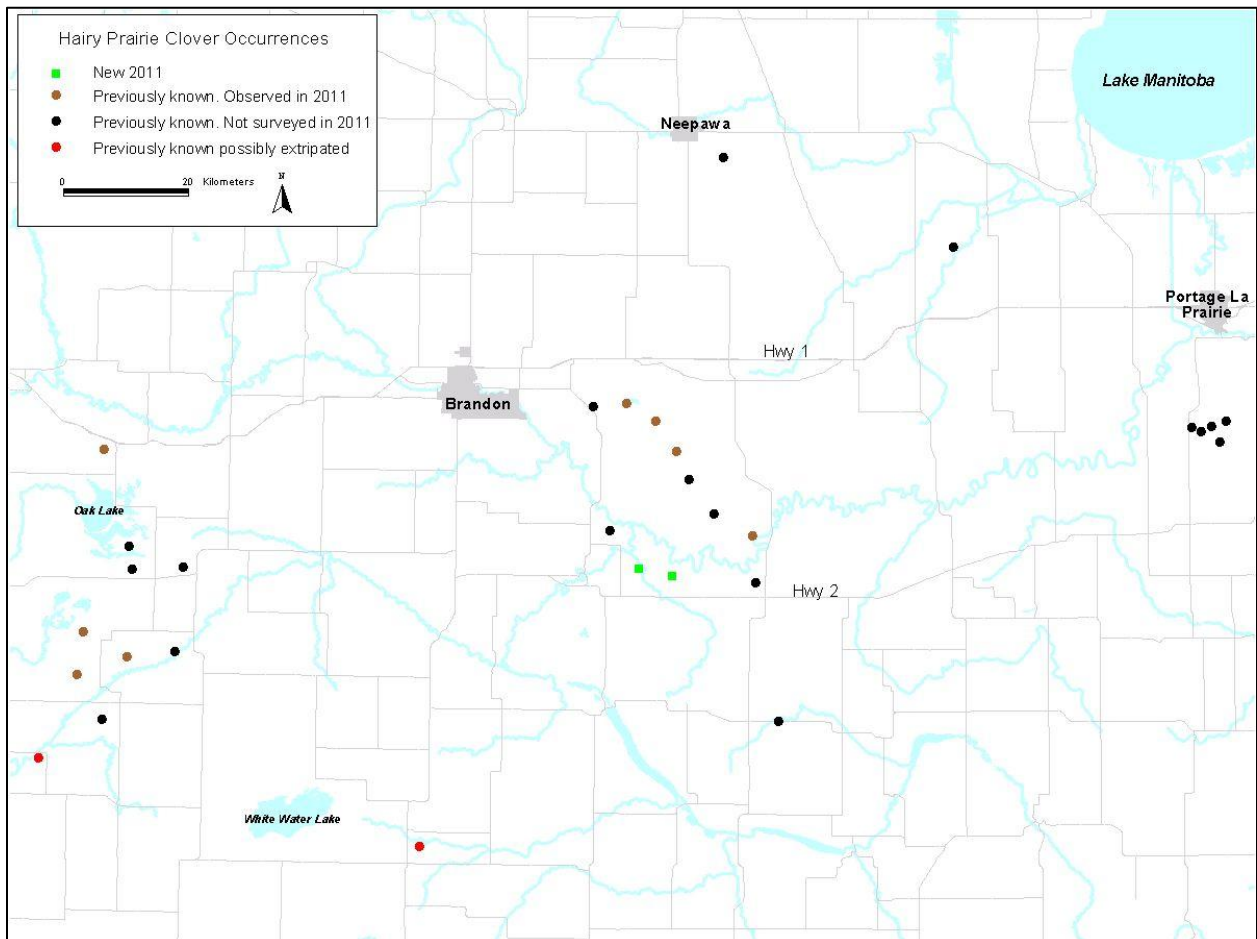 Hairy Prairie Clover Occurrences
New 2011
Previously known. Observed in 2011
Previously known. Not surveyed in 2011
Previously known possibly extripated
0 20 Kilometers N
Lake Manitoba
Neepawa
Portage La
Prairie
Hwy 1
Brandon
Oak Lake
Hwy 2
White Water Lake